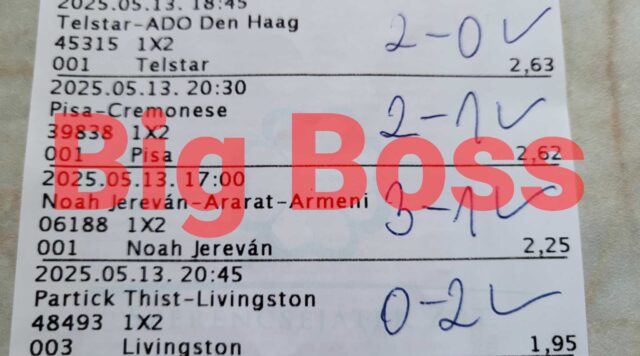 2025.05.13. 18:45
Telstar-ADO Den Haag
45315 1X2
2-0 ✓
001 Telstar 2,63
2025.05.13. 20:30
Pisa-Cremonese
39838 1X2
2-1 ✓
001 Pisa 2,62
Big Boss
2025.05.13. 17:00
Noah Jereván-Ararat-Armeni
06188 1X2
3-1 ✓
001 Noah Jereván 2,25
2025.05.13. 20:45
Partick Thist-Livingston
48493 1X2
0-2 ✓
003 Livingston 1,95